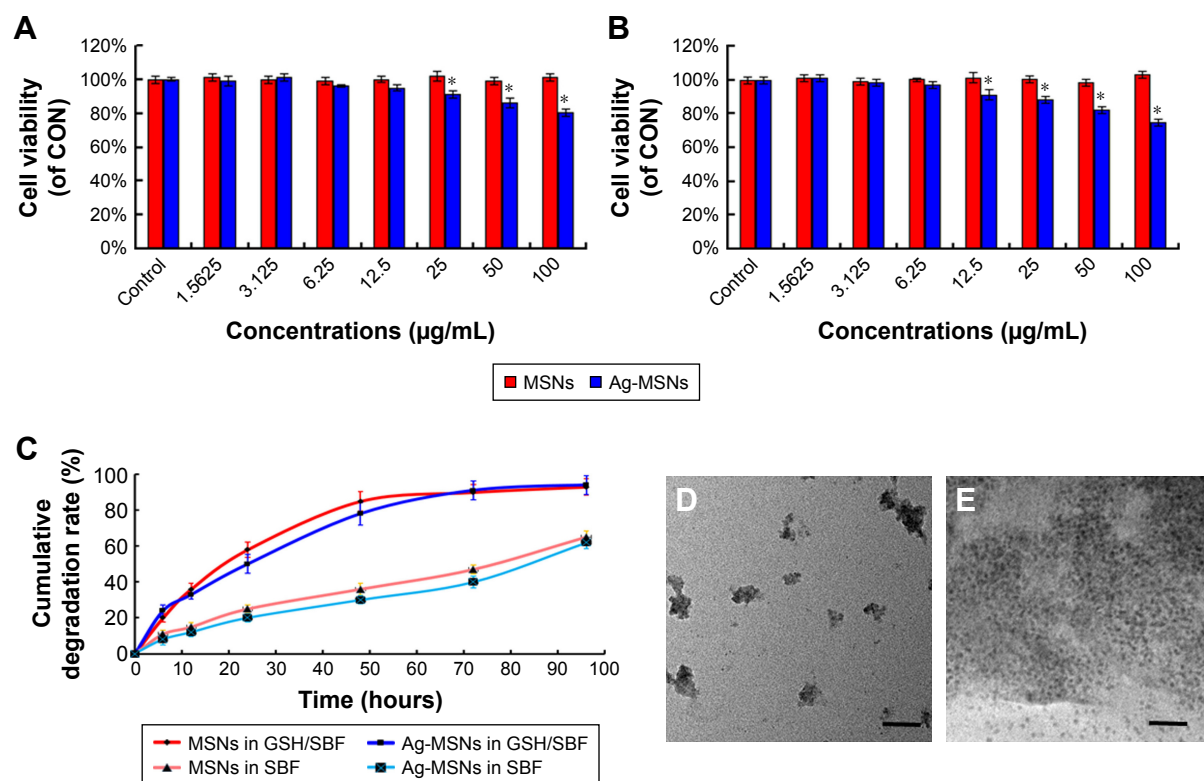 A
B
120%
100%
80%
60%
40%
20%
0%
Cell viability
(of CON)
* * *
Control 1.5625 3.125 6.25 12.5 25 50 100
Concentrations (µg/mL)
120%
100%
80%
60%
40%
20%
0%
Cell viability
(of CON)
* * * *
Control 1.5625 3.125 6.25 12.5 25 50 100
Concentrations (µg/mL)
MSNs Ag-MSNs
C
100
80
60
40
20
0
Cumulative
degradation rate (%)
0 10 20 30 40 50 60 70 80 90 100
Time (hours)
MSNs in GSH/SBF Ag-MSNs in GSH/SBF
MSNs in SBF Ag-MSNs in SBF
D
E